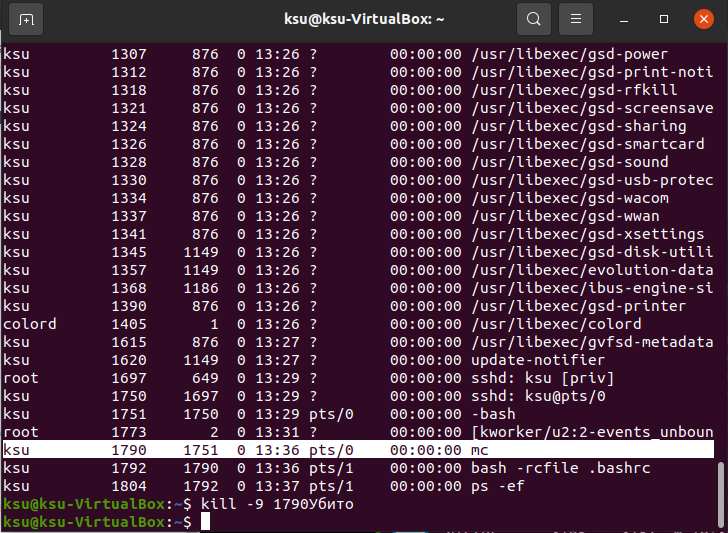 ksu@ksu-VirtualBox: ~
ksu 1307 876 0 13:26 ? 00:00:00 /usr/libexec/gsd-power
ksu 1312 876 0 13:26 ? 00:00:00 /usr/libexec/gsd-print-noti
ksu 1318 876 0 13:26 ? 00:00:00 /usr/libexec/gsd-rfkill
ksu 1321 876 0 13:26 ? 00:00:00 /usr/libexec/gsd-screensave
ksu 1324 876 0 13:26 ? 00:00:00 /usr/libexec/gsd-sharing
ksu 1326 876 0 13:26 ? 00:00:00 /usr/libexec/gsd-smartcard
ksu 1328 876 0 13:26 ? 00:00:00 /usr/libexec/gsd-sound
ksu 1330 876 0 13:26 ? 00:00:00 /usr/libexec/gsd-usb-protec
ksu 1334 876 0 13:26 ? 00:00:00 /usr/libexec/gsd-wacom
ksu 1337 876 0 13:26 ? 00:00:00 /usr/libexec/gsd-wwan
ksu 1341 876 0 13:26 ? 00:00:00 /usr/libexec/gsd-xsettings
ksu 1345 1149 0 13:26 ? 00:00:00 /usr/libexec/gsd-disk-utili
ksu 1357 1149 0 13:26 ? 00:00:00 /usr/libexec/evolution-data
ksu 1368 1186 0 13:26 ? 00:00:00 /usr/libexec/ibus-engine-si
ksu 1390 876 0 13:26 ? 00:00:00 /usr/libexec/gsd-printer
colord 1405 1 0 13:26 ? 00:00:00 /usr/libexec/colord
ksu 1615 876 0 13:27 ? 00:00:00 /usr/libexec/gvfsd-metadata
ksu 1620 1149 0 13:27 ? 00:00:00 update-notifier
root 1697 649 0 13:29 ? 00:00:00 sshd: ksu [priv]
ksu 1750 1697 0 13:29 ? 00:00:00 sshd: ksu@pts/0
ksu 1751 1750 0 13:29 pts/0 00:00:00 -bash
root 1773 2 0 13:31 ? 00:00:00 [kworker/u2:2-events_unboun
ksu 1790 1751 0 13:36 pts/0 00:00:00 mc
ksu 1792 1790 0 13:36 pts/1 00:00:00 bash -rcfile .bashrc
ksu 1804 1792 0 13:37 pts/1 00:00:00 ps -ef
ksu@ksu-VirtualBox:~$ kill -9 1790Убито
ksu@ksu-VirtualBox:~$